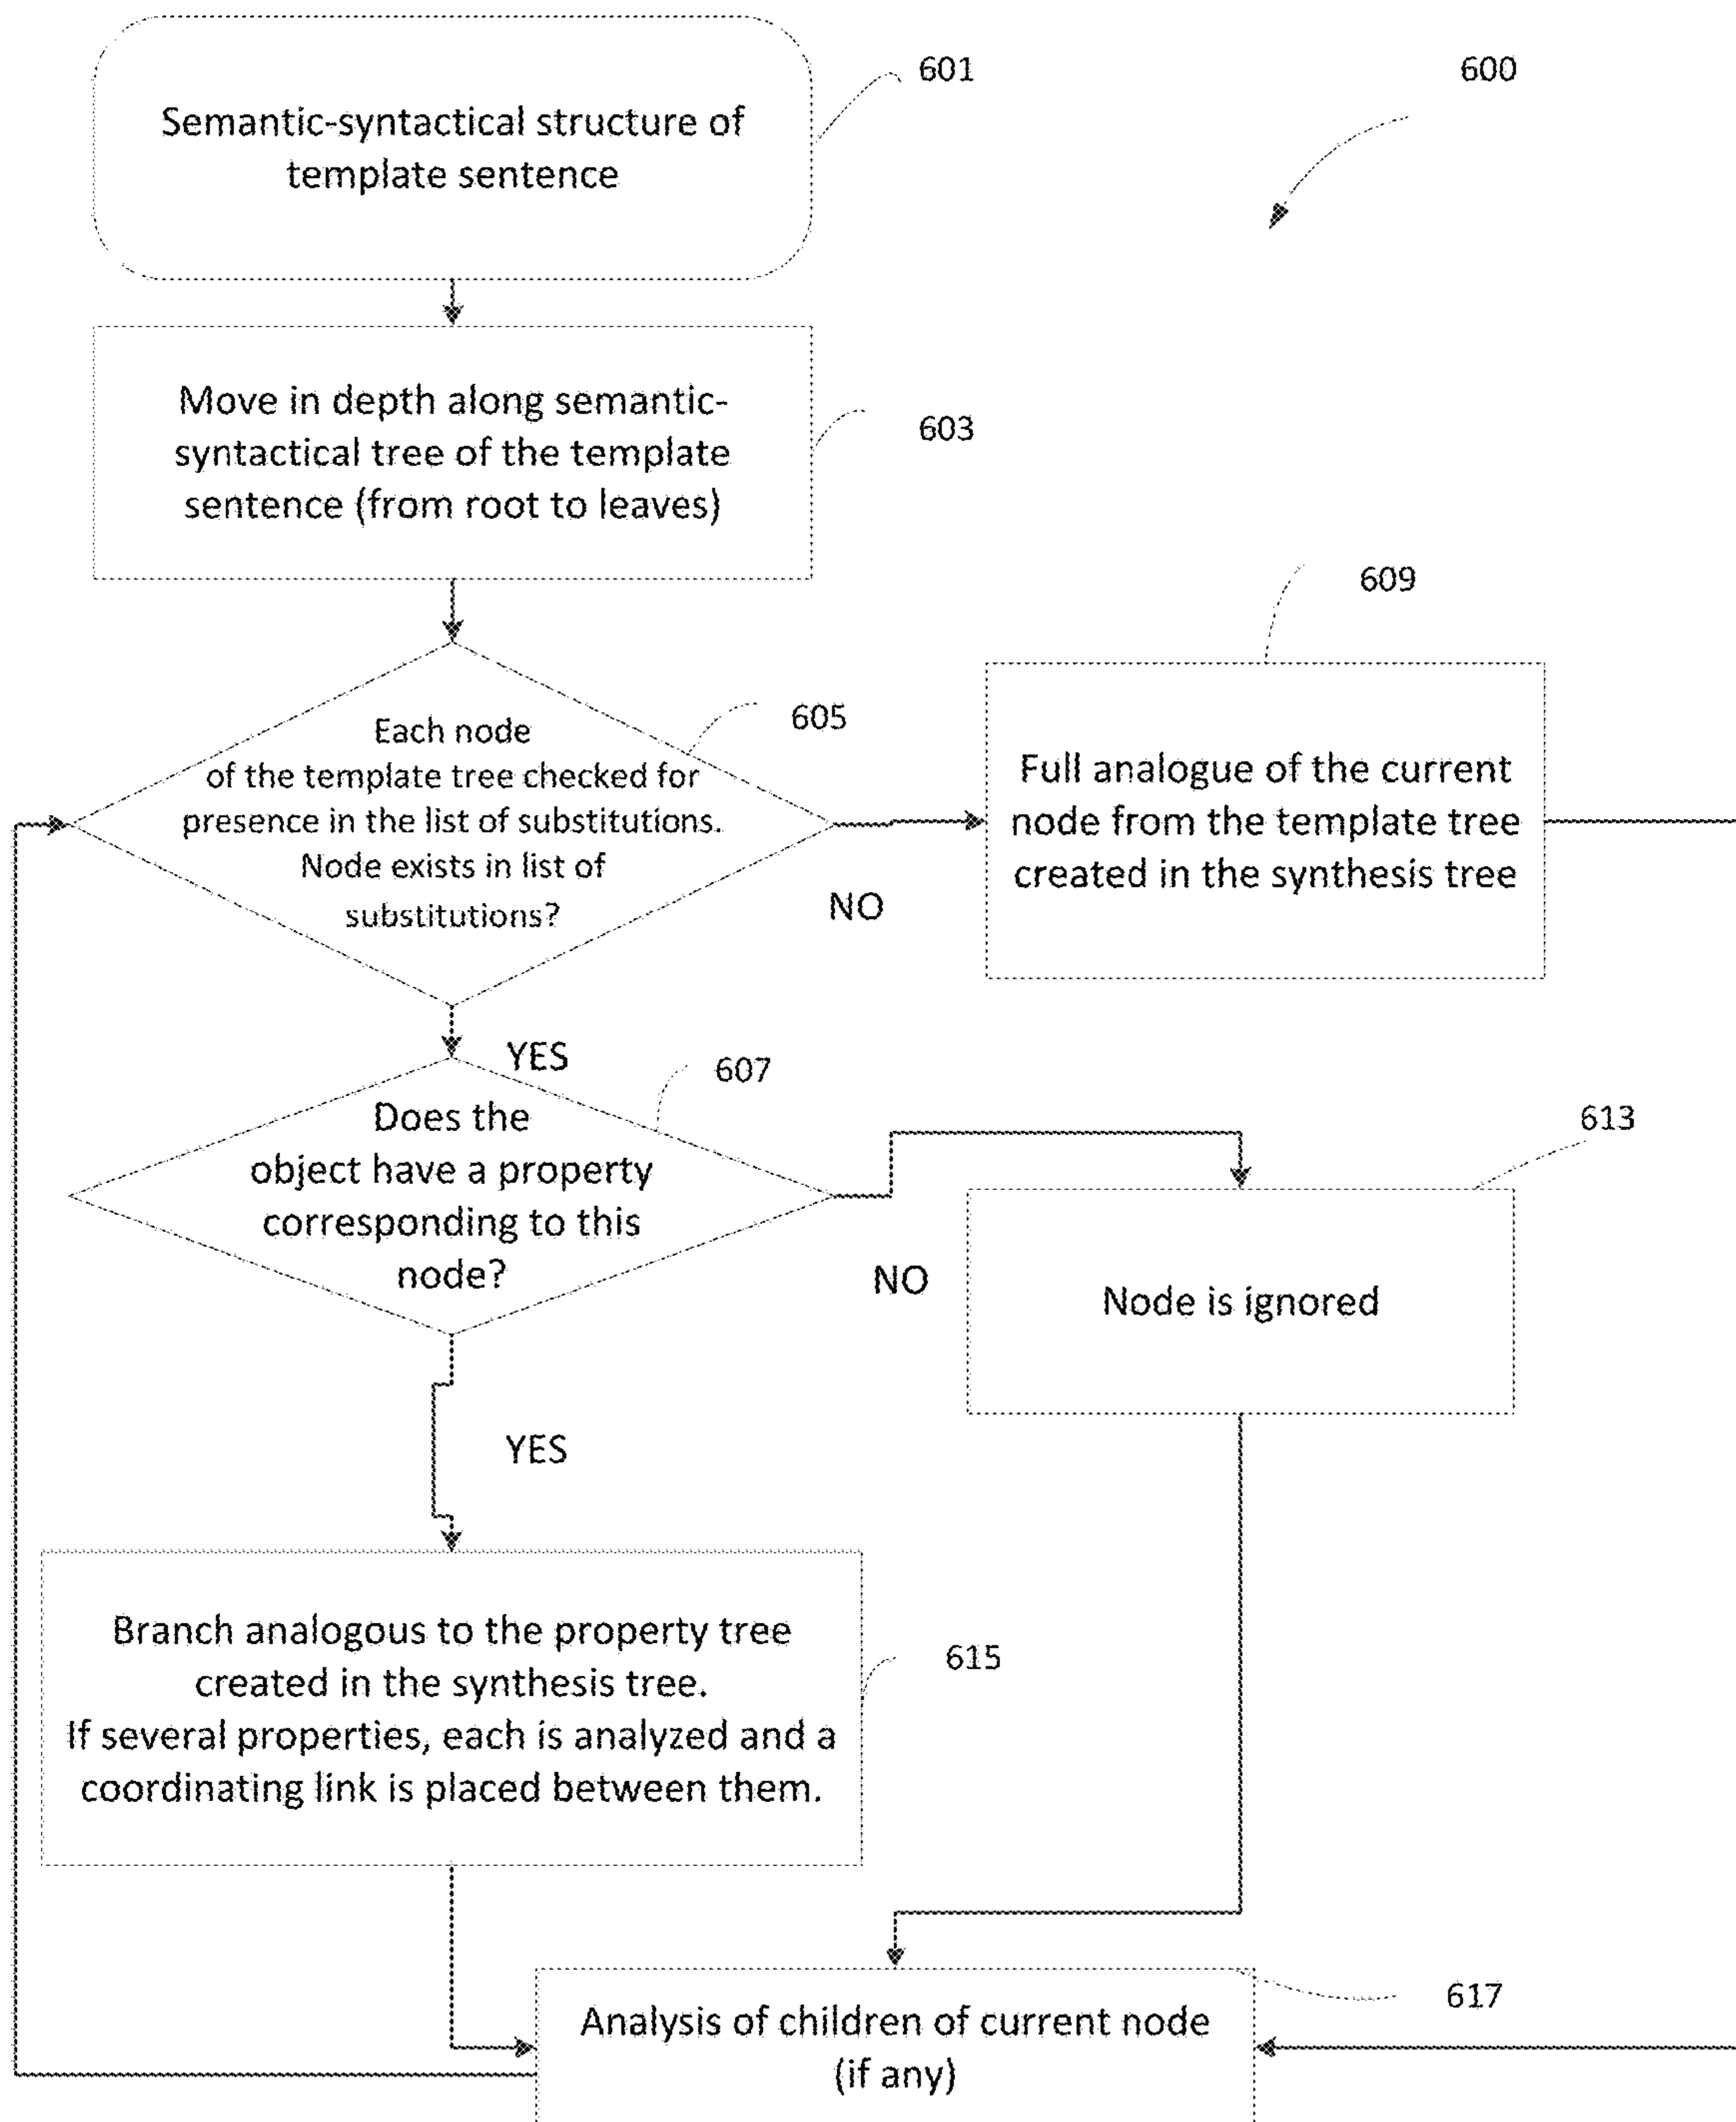 Semantic-syntactical structure of
template sentence
601
600
Move in depth along semantic-
syntactical tree of the template
sentence (from root to leaves)
603
609
Each node
of the template tree checked for
presence in the list of substitutions.
Node exists in list of
substitutions?
605
Full analogue of the current
node from the template tree
created in the synthesis tree
NO
YES
607
Does the
object have a property
corresponding to this
node?
613
NO
Node is ignored
YES
Branch analogous to the property tree
created in the synthesis tree.
If several properties, each is analyzed and a
coordinating link is placed between them.
615
Analysis of children of current node
(if any)
617